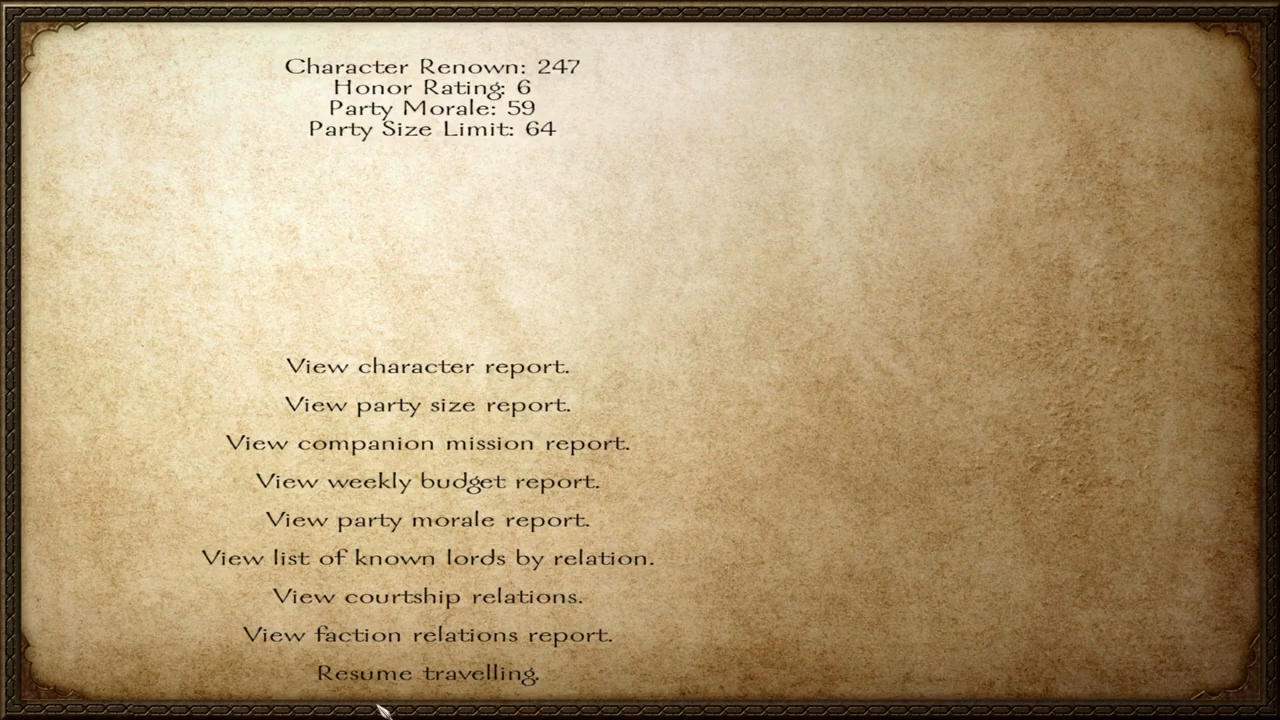 Character Renown: 247
Honor Rating: 6
Party Morale: 59
Party Size Limit: 64
View character report.
View party size report.
View companion mission report.
View weekly budget report.
View party morale report.
View list of known lords by relation.
View courtship relations.
View faction relations report.
Resume travelling.